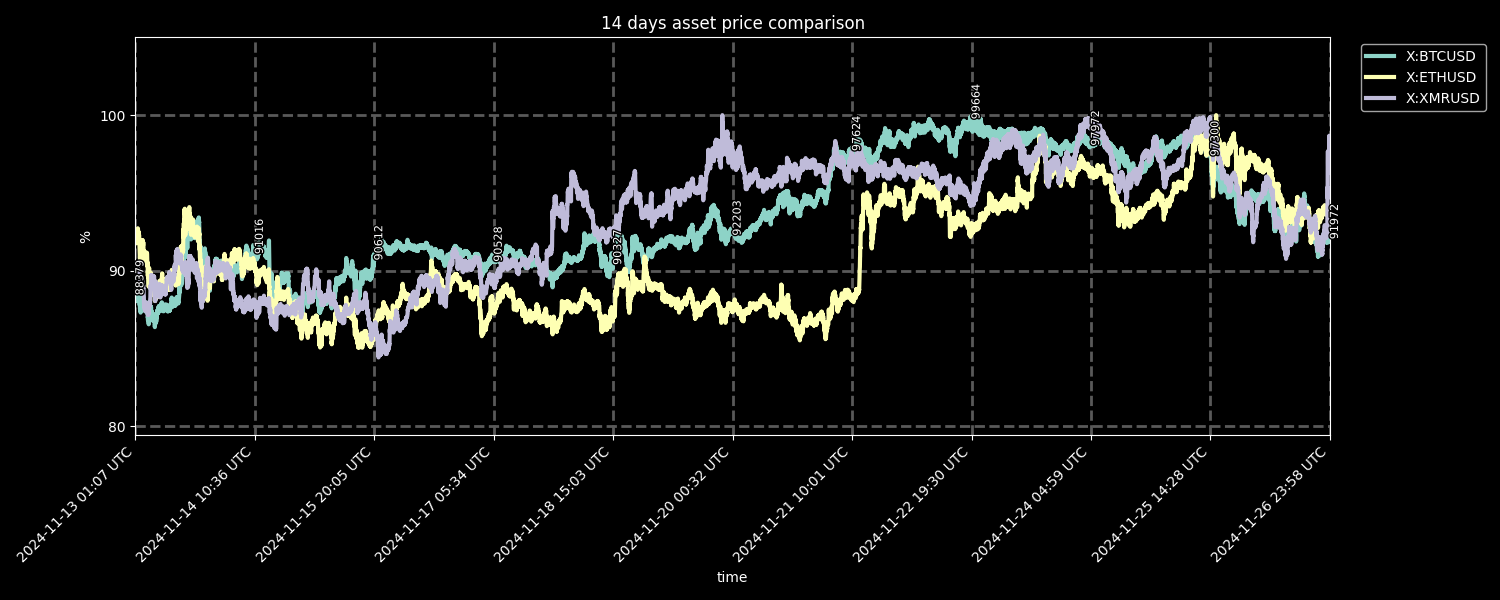 14 days asset price comparison
X:BTCUSD
X:ETHUSD
X:XMRUSD
%
100
90
80
88379
91016
90612
90528
90327
92203
97624
99664
97972
97300
91972
2024-11-13 01:07 UTC
2024-11-14 10:36 UTC
2024-11-15 20:05 UTC
2024-11-17 05:34 UTC
2024-11-18 15:03 UTC
2024-11-20 00:32 UTC
2024-11-21 10:01 UTC
2024-11-22 19:30 UTC
2024-11-24 04:59 UTC
2024-11-25 14:28 UTC
2024-11-26 23:58 UTC
time